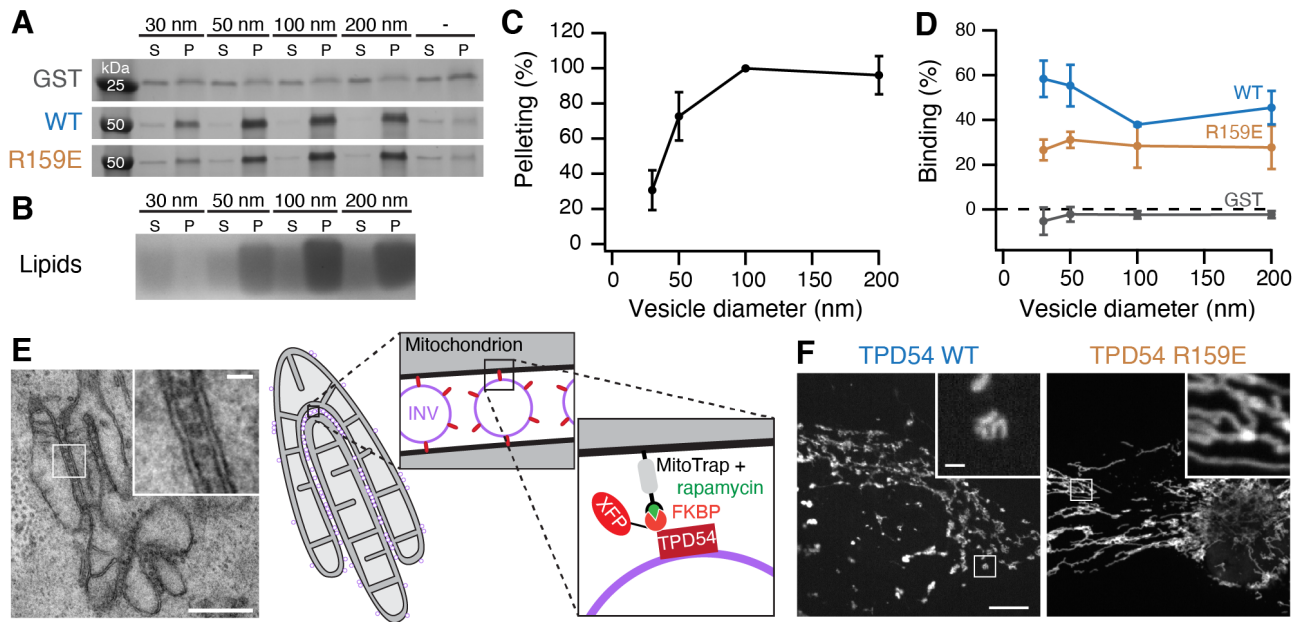 A
30 nm 50 nm 100 nm 200 nm -
S P S P S P S P S P
kDa
GST 25
WT 50
R159E 50
B
30 nm 50 nm 100 nm 200 nm
S P S P S P S P
Lipids
C
120
100
80
60
40
20
0
Pelleting (%)
0 50 100 150 200
Vesicle diameter (nm)
D
80
60
40
20
0
Binding (%)
WT
R159E
GST
0 50 100 150 200
Vesicle diameter (nm)
E
Mitochondrion
INV
MitoTrap +
rapamycin
FKBP
XFP
TPD54
F
TPD54 WT
TPD54 R159E